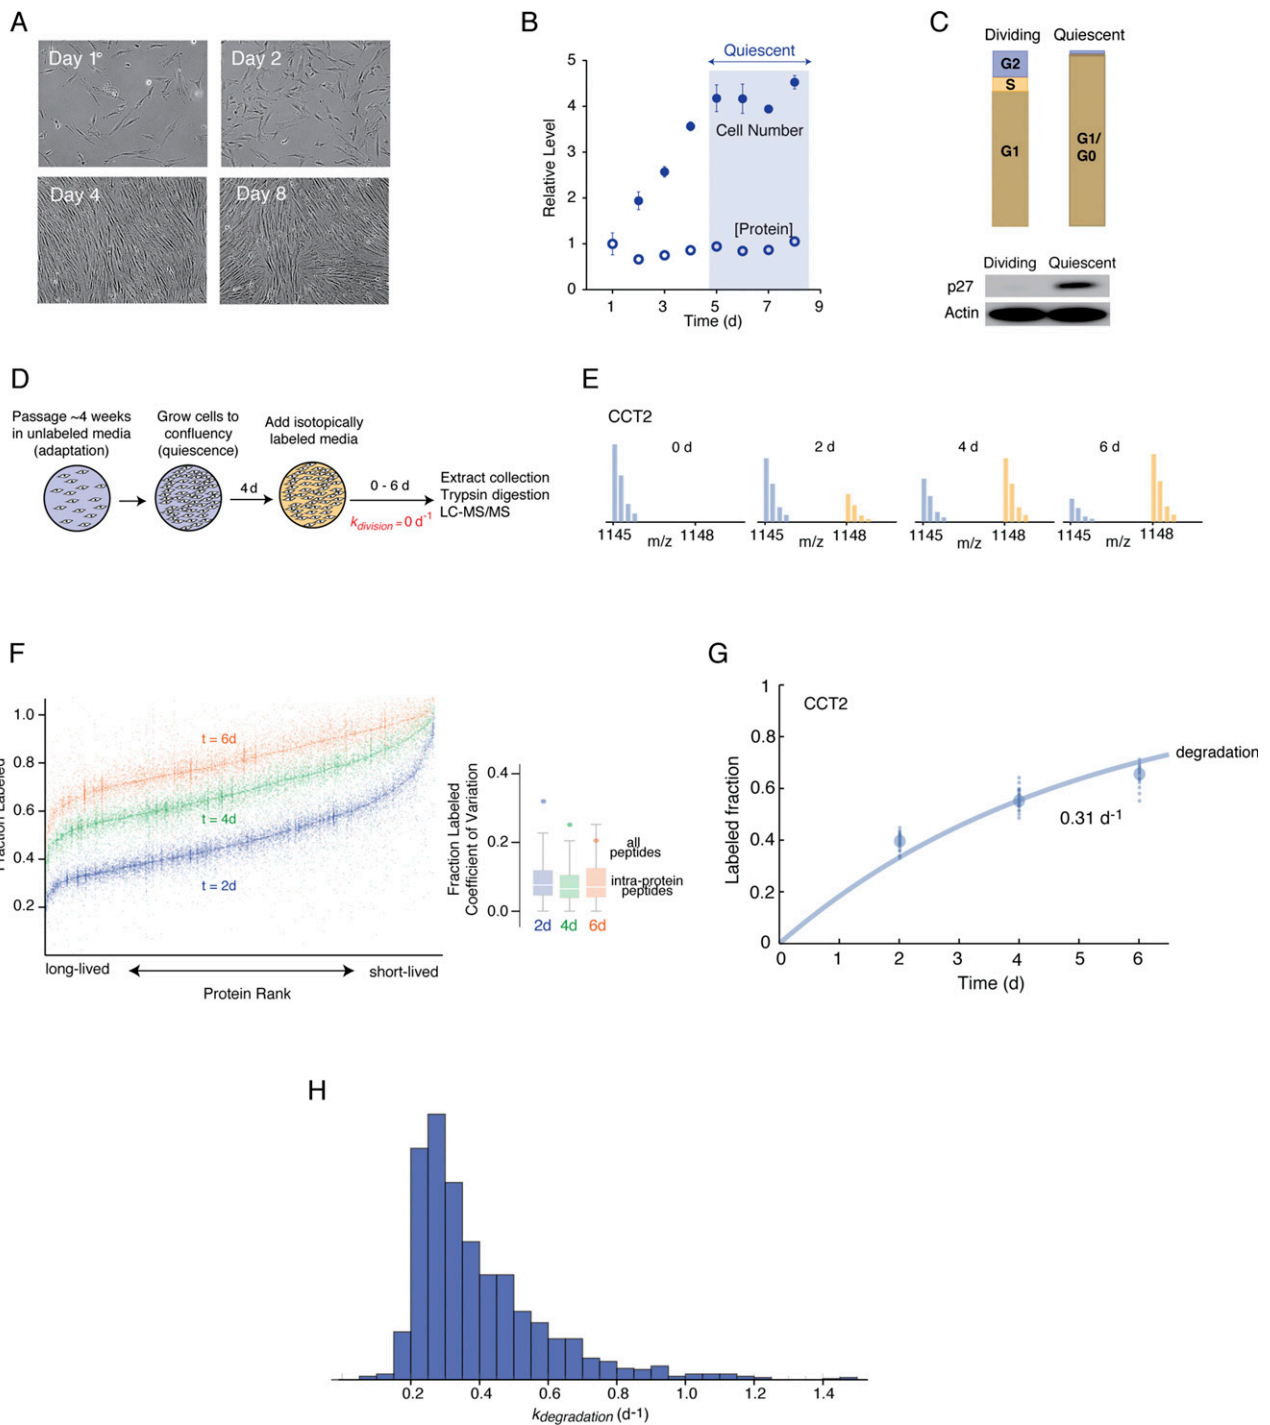 A
Day 1
Day 2
Day 4
Day 8
B
Quiescent
5
4
3
2
1
0
Relative Level
Cell Number
[Protein]
1 3 5 7 9
Time (d)
C
Dividing Quiescent
G2
S
G1
G1/
G0
Dividing Quiescent
p27
Actin
D
Passage ~4 weeks
in unlabeled media
(adaptation)
Grow cells to
confluency
(quiescence)
4 d
Add isotopically
labeled media
0 - 6 d
kdivision = 0 d-1
Extract collection
Trypsin digestion
LC-MS/MS
E
CCT2
0 d 2 d 4 d 6 d
1145 m/z 1148
1145 m/z 1148
1145 m/z 1148
1145 m/z 1148
F
1.0
0.8
0.6
0.4
0.2
Fraction Labeled
t = 6d
t = 4d
t = 2d
long-lived short-lived
Protein Rank
Fraction Labeled
Coefficient of Variation
0.4
0.2
0.0
all
peptides
intra-protein
peptides
2d 4d 6d
G
1
0.8
0.6
0.4
0.2
0
Labeled fraction
CCT2
degradation
0.31 d-1
0 1 2 3 4 5 6
Time (d)
H
0.2 0.4 0.6 0.8 1.0 1.2 1.4
kdegradation (d-1)